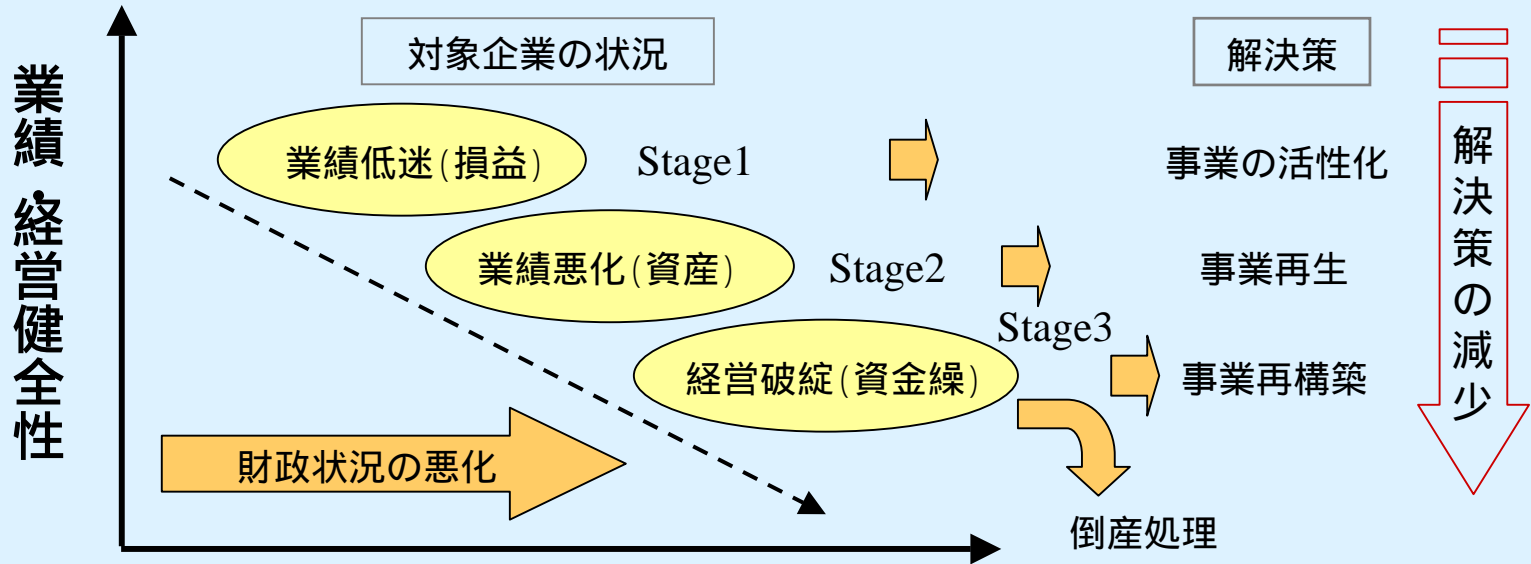 対象企業の状況
解決策
業績・経営健全性
業績低迷(損益)
Stage1
事業の活性化
業績悪化(資産)
Stage2
事業再生
Stage3
経営破綻(資金繰)
事業再構築
財政状況の悪化
倒産処理
解決策の減少